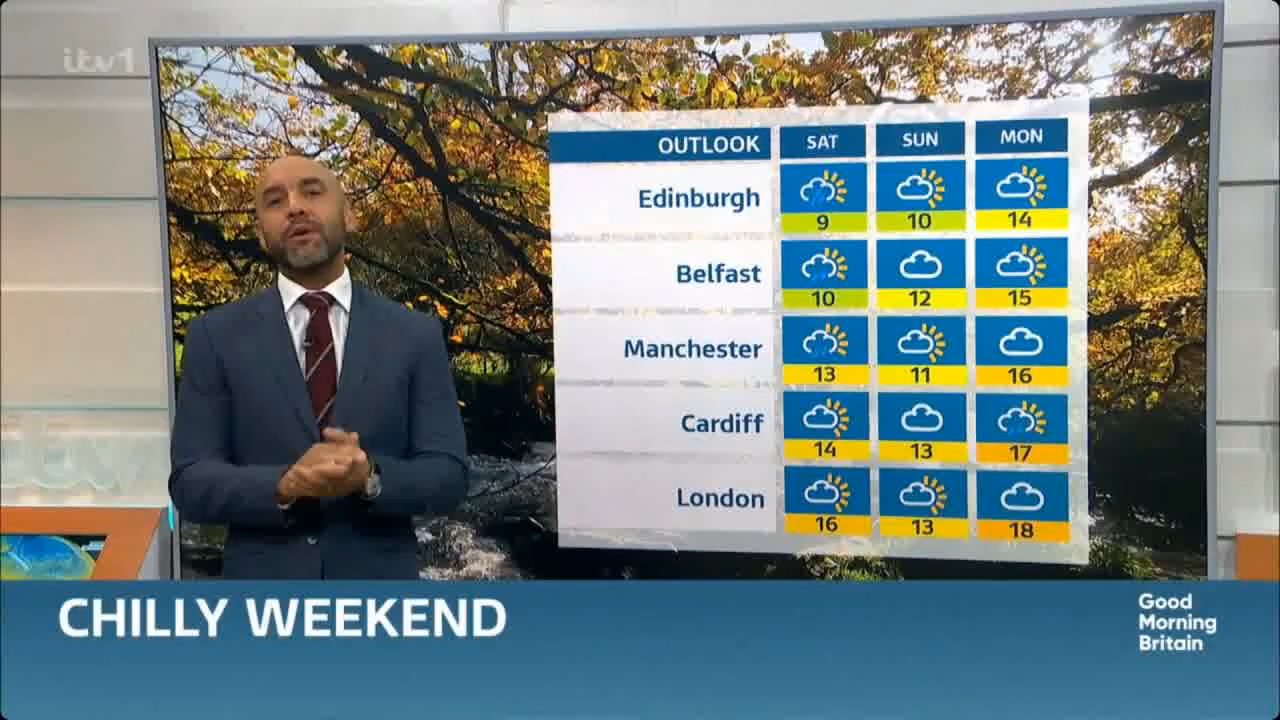 itv1
OUTLOOK SAT SUN MON
Edinburgh 9 10 14
Belfast 10 12 15
Manchester 13 11 16
Cardiff 14 13 17
London 16 13 18
itv
CHILLY WEEKEND
Good
Morning
Britain